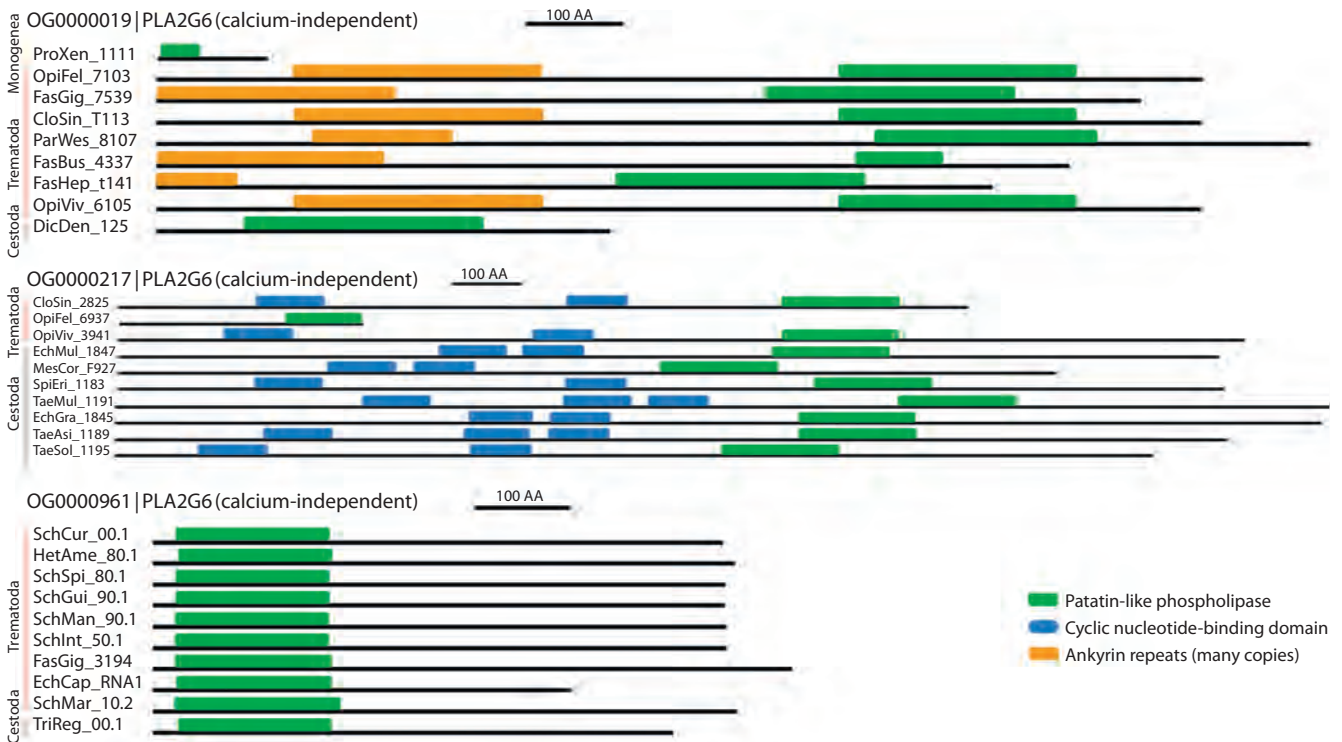 OG0000019|PLA2G6 (calcium-independent)
100 AA
Monogenea
Trematoda
Cestoda
ProXen_1111
OpiFel_7103
FasGig_7539
CloSin_T113
ParWes_8107
FasBus_4337
FasHep_t141
OpiViv_6105
DicDen_125
OG0000217|PLA2G6 (calcium-independent)
100 AA
Trematoda
Cestoda
CloSin_2825
OpiFel_6937
OpiViv_3941
EchMul_1847
MesCor_F927
SpiEri_1183
TaeMul_1191
EchGra_1845
TaeAsi_1189
TaeSol_1195
OG0000961|PLA2G6 (calcium-independent)
100 AA
Trematoda
Cestoda
SchCur_00.1
HetAme_80.1
SchSpi_80.1
SchGui_90.1
SchMan_90.1
SchInt_50.1
FasGig_3194
EchCap_RNA1
SchMar_10.2
TriReg_00.1
Patatin-like phospholipase
Cyclic nucleotide-binding domain
Ankyrin repeats (many copies)